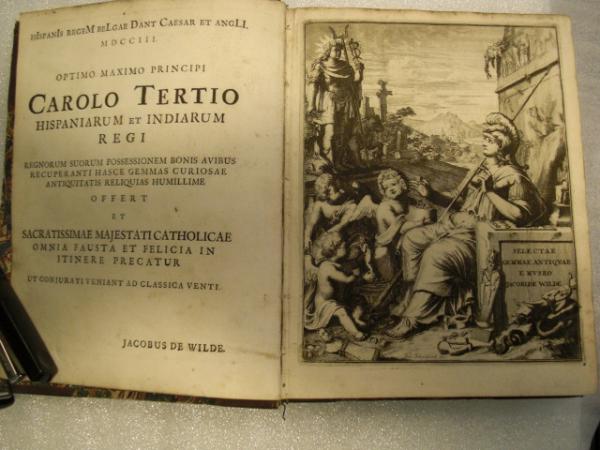 HISPANIS REGEM BELGAE DANT CAESAR ET ANGLI.
MDCCIII.
OPTIMO MAXIMO PRINCIPI
CAROLO TERTIO
HISPANIARUM ET INDIARUM
REGI
REGNORUM SUORUM POSSESSIONEM BONIS AVIBUS
RECUPERANTI HASCE GEMMAS CURIOSAE
ANTIQUITATIS RELIQUIAS HUMILLIME
OFFERT
ET
SACRATISSIMAE MAJESTATI CATHOLICAE
OMNIA FAUSTA ET FELICIA IN
ITINERE PRECATUR
UT CONJURATI VENIANT AD CLASSICA VENTI.
JACOBUS DE WILDE.
SELECTAE
GEMMAE ANTIQUAE
E MUSEO
JACOBI DE WILDE